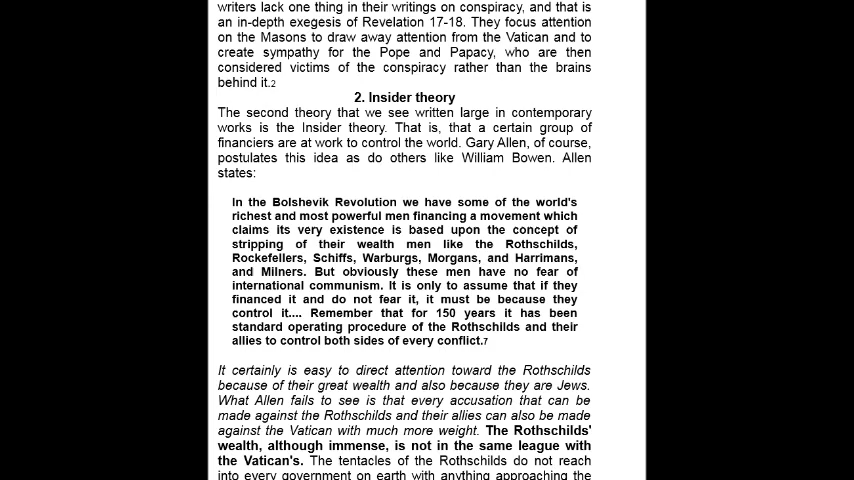 writers lack one thing in their writings on conspiracy, and that is
an in-depth exegesis of Revelation 17-18. They focus attention
on the Masons to draw away attention from the Vatican and to
create sympathy for the Pope and Papacy, who are then
considered victims of the conspiracy rather than the brains
behind it.2
2. Insider theory
The second theory that we see written large in contemporary
works is the Insider theory. That is, that a certain group of
financiers are at work to control the world. Gary Allen, of course,
postulates this idea as do others like William Bowen. Allen
states:
In the Bolshevik Revolution we have some of the world's
richest and most powerful men financing a movement which
claims its very existence is based upon the concept of
stripping of their wealth men like the Rothschilds,
Rockefellers, Schiffs, Warburgs, Morgans, and Harrimans,
and Milners. But obviously these men have no fear of
international communism. It is only to assume that if they
financed it and do not fear it, it must be because they
control it.... Remember that for 150 years it has been
standard operating procedure of the Rothschilds and their
allies to control both sides of every conflict.7
It certainly is easy to direct attention toward the Rothschilds
because of their great wealth and also because they are Jews.
What Allen fails to see is that every accusation that can be
made against the Rothschilds and their allies can also be made
against the Vatican with much more weight. The Rothschilds'
wealth, although immense, is not in the same league with
the Vatican's. The tentacles of the Rothschilds do not reach
into every government on earth with anything approaching the